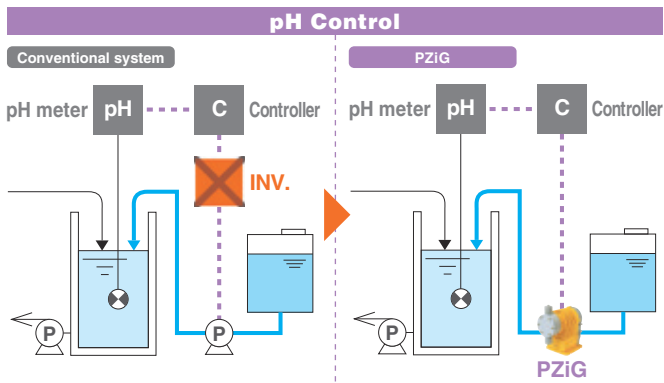 pH Control
Conventional system
pH meter pH C Controller
INV.
P
P
PZiG
pH meter pH C Controller
P
PZiG